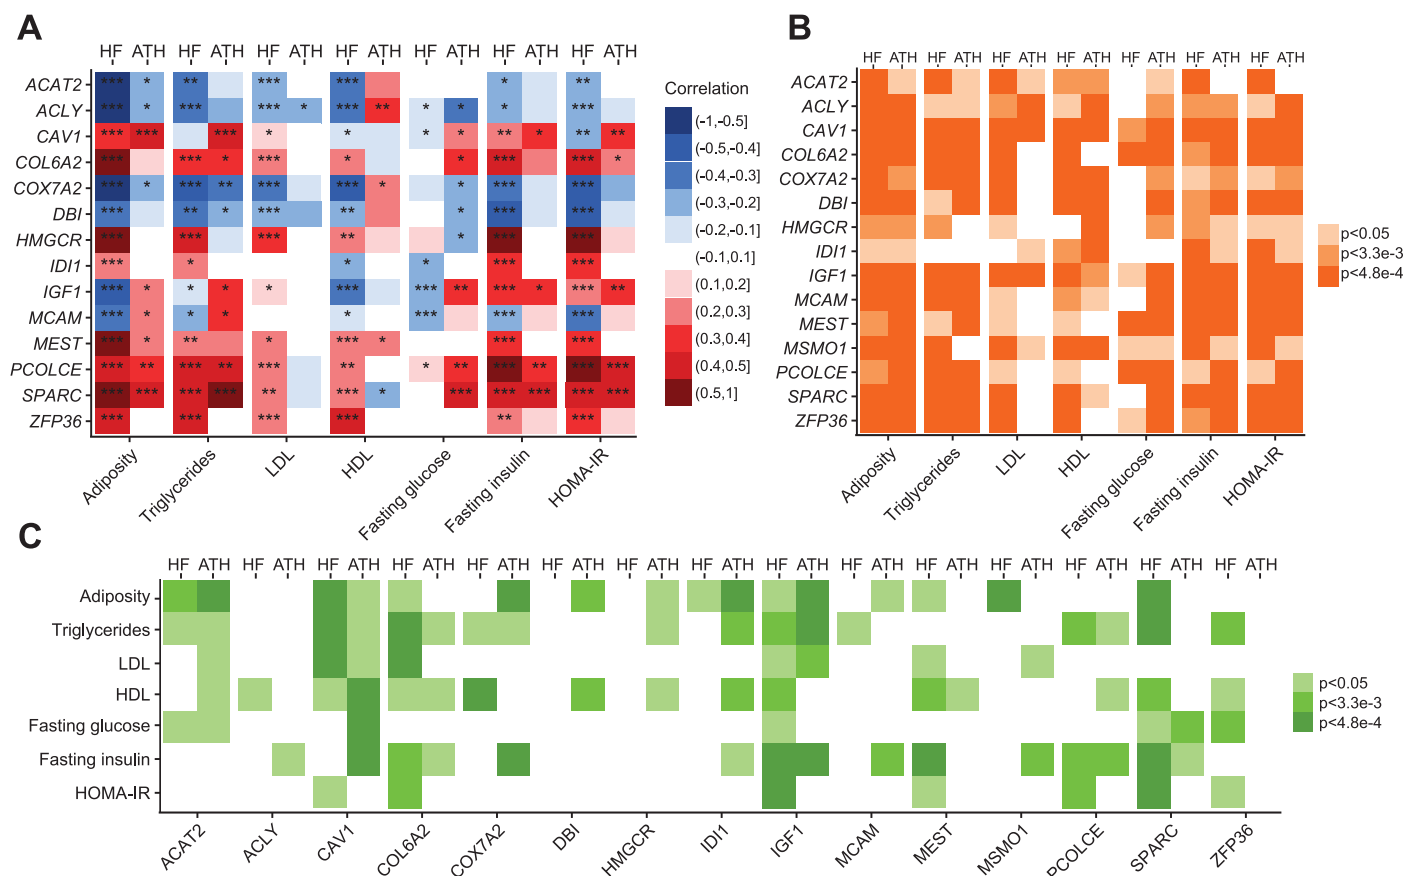 A
HF ATH HF ATH HF ATH HF ATH HF ATH HF ATH HF ATH
ACAT2 *** * ** *** *** * **
ACLY *** * *** *** * *** ** * * * ***
CAV1 *** *** *** * * * * ** * ** **
COL6A2 *** *** * *** * * *** *** *
COX7A2 *** * *** ** *** *** * * *** ***
DBI *** ** * *** ** * *** ***
HMGCR *** *** *** ** * *** ***
IDI1 *** * * * *** ***
IGF1 *** * * * * *** *** ** *** * *** **
MCAM *** * * * * *** *** ***
MEST *** * ** * *** * *** ***
PCOLCE *** ** *** ** *** ** * ** *** ** *** ***
SPARC *** *** *** *** ** *** * *** *** *** *** ***
ZFP36 *** *** *** *** ** ***
Adiposity Triglycerides LDL HDL Fasting glucose Fasting insulin HOMA-IR
Correlation
(-1,-0.5]
(-0.5,-0.4]
(-0.4,-0.3]
(-0.3,-0.2]
(-0.2,-0.1]
(-0.1,0.1]
(0.1,0.2]
(0.2,0.3]
(0.3,0.4]
(0.4,0.5]
(0.5,1]
B
HF ATH HF ATH HF ATH HF ATH HF ATH HF ATH HF ATH
ACAT2
ACLY
CAV1
COL6A2
COX7A2
DBI
HMGCR
IDI1
IGF1
MCAM
MEST
MSMO1
PCOLCE
SPARC
ZFP36
Adiposity Triglycerides LDL HDL Fasting glucose Fasting insulin HOMA-IR
p<0.05
p<3.3e-3
p<4.8e-4
C
HF ATH HF ATH HF ATH HF ATH HF ATH HF ATH HF ATH HF ATH HF ATH HF ATH HF ATH HF ATH HF ATH HF ATH HF ATH
Adiposity
Triglycerides
LDL
HDL
Fasting glucose
Fasting insulin
HOMA-IR
ACAT2 ACLY CAV1 COL6A2 COX7A2 DBI HMGCR IDI1 IGF1 MCAM MEST MSMO1 PCOLCE SPARC ZFP36
p<0.05
p<3.3e-3
p<4.8e-4